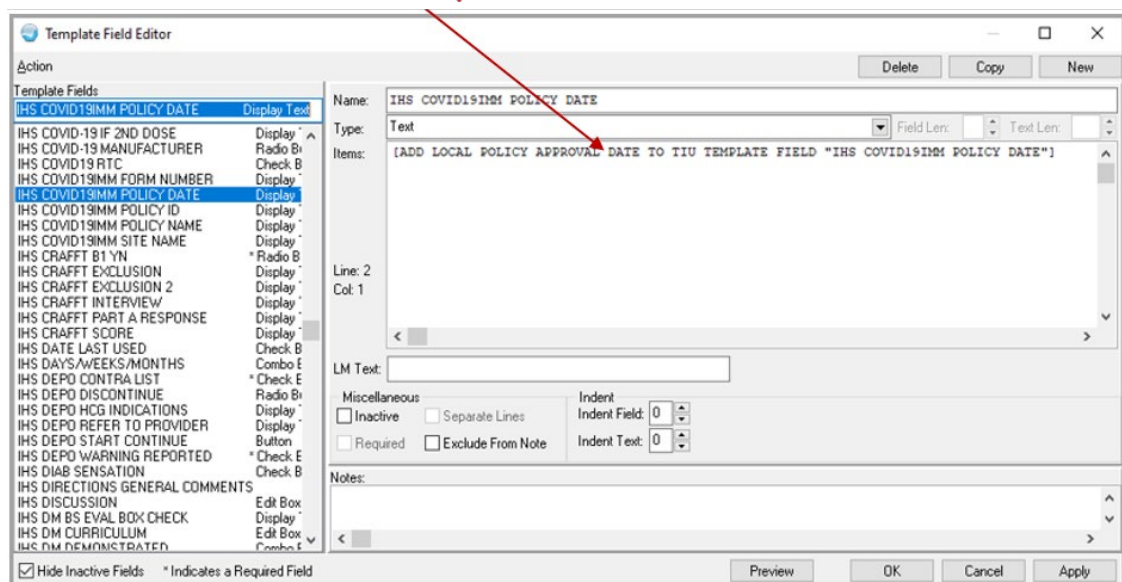 Template Field Editor
Action
Delete Copy New
Template Fields
IHS COVID19IMM POLICY DATE Display Text
IHS COVID-19 IF 2ND DOSE Display
IHS COVID-19 MANUFACTURER Radio B
IHS COVID19 RTC Check B
IHS COVID19IMM FORM NUMBER Display
IHS COVID19IMM POLICY DATE Display
IHS COVID19IMM POLICY ID Display
IHS COVID19IMM POLICY NAME Display
IHS COVID19IMM SITE NAME Display
IHS CRAFFT B1 YN * Radio B
IHS CRAFFT EXCLUSION Display
IHS CRAFFT EXCLUSION 2 Display
IHS CRAFFT INTERVIEW Display
IHS CRAFFT PART A RESPONSE Display
IHS CRAFFT SCORE Display
IHS DATE LAST USED Check B
IHS DAYS/WEEKS/MONTHS Combo E
IHS DEPO CONTRA LIST * Check E
IHS DEPO DISCONTINUE Radio B
IHS DEPO HCG INDICATIONS Display
IHS DEPO REFER TO PROVIDER Display
IHS DEPO START CONTINUE Button
IHS DEPO WARNING REPORTED * Check E
IHS DIAB SENSATION Check B
IHS DIRECTIONS GENERAL COMMENTS
IHS DISCUSSION Edit Box
IHS DM BS EVAL BOX CHECK Display
IHS DM CURRICULUM Edit Box
IHS DM DEMONSTRATED Combo
Name: IHS COVID19IMM POLICY DATE
Type: Text Field Len: Text Len:
Items: [ADD LOCAL POLICY APPROVAL DATE TO TIU TEMPLATE FIELD "IHS COVID19IMM POLICY DATE"]
Line: 2
Col: 1
LM Text:
Miscellaneous Indent
Inactive Separate Lines Indent Field: 0
Required Exclude From Note Indent Text: 0
Notes:
Hide Inactive Fields * Indicates a Required Field
Preview OK Cancel Apply